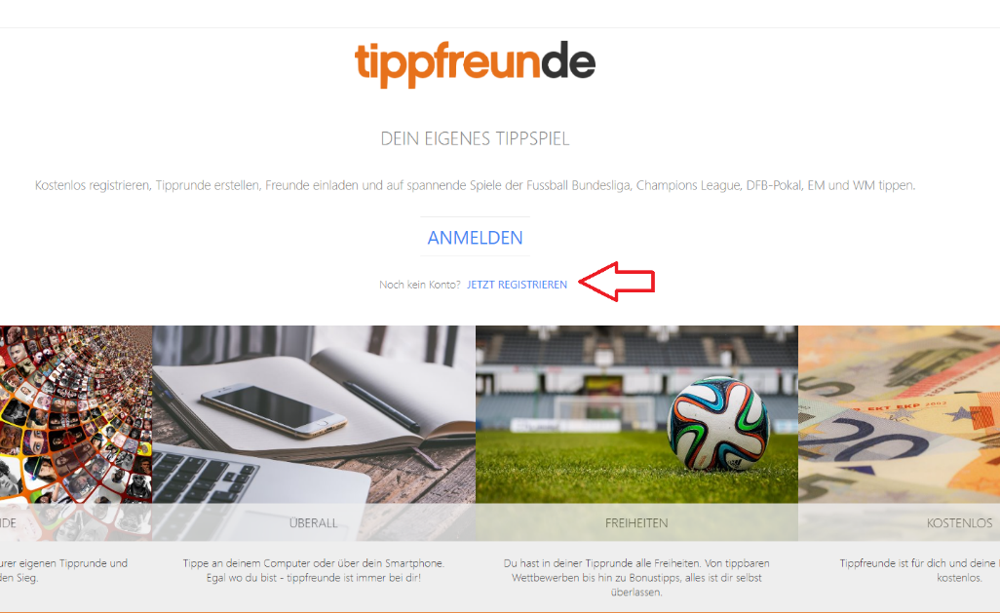 tippfreunde
DEIN EIGENES TIPPSPIEL
Kostenlos registrieren, Tipprunde erstellen, Freunde einladen und auf spannende Spiele der Fussball Bundesliga, Champions League, DFB-Pokal, EM und WM tippen.
ANMELDEN
Noch kein Konto? JETZT REGISTRIEREN
EKT EKP 2002
20
NDE
ÜBERALL
FREIHEITEN
KOSTENLOS
urer eigenen Tipprunde und
den Sieg.
Tippe an deinem Computer oder über dein Smartphone.
Egal wo du bist - tippfreunde ist immer bei dir!
Du hast in deiner Tipprunde alle Freiheiten. Von tippbaren
Wettbewerben bis hin zu Bonustipps, alles ist dir selbst
überlassen.
Tippfreunde ist für dich und deine
kostenlos.